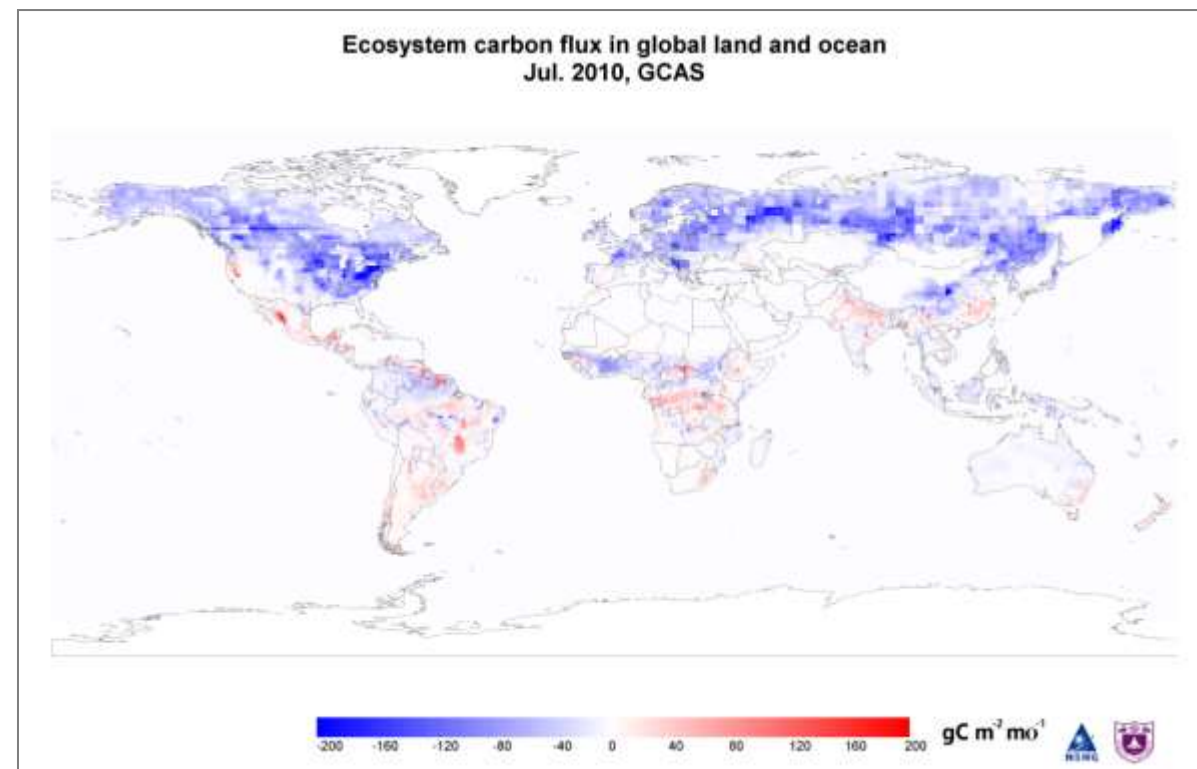 Ecosystem carbon flux in global land and ocean
Jul. 2010, GCAS
-200 -160 -120 -80 -40 0 40 80 120 160 200 gC m⁻² mo⁻¹